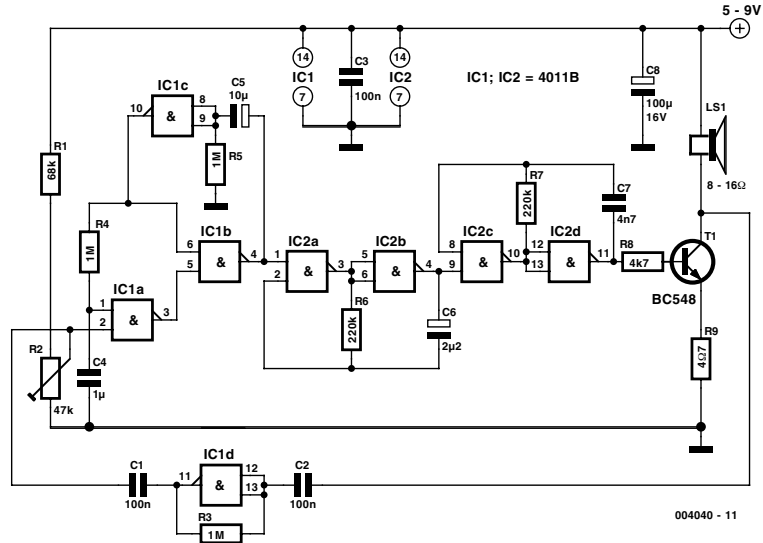 5 - 9V
14
14
IC1
IC2
7
7
C3
100n
IC1; IC2 = 4011B
C8
100µ
16V
LS1
8 - 16Ω
IC1c
10
&
8
9
C5
10µ
R5
1M
R1
68k
R4
1M
IC1b
6
5
&
4
IC2a
1
2
&
3
IC2b
5
6
&
4
R6
220k
C6
2µ2
IC2c
8
9
&
10
R7
220k
IC2d
12
13
&
11
C7
4n7
R8
4k7
T1
BC548
R9
4Ω7
IC1a
1
2
&
3
R2
47k
C4
1µ
C1
100n
IC1d
11
&
12
13
C2
100n
R3
1M
004040 - 11